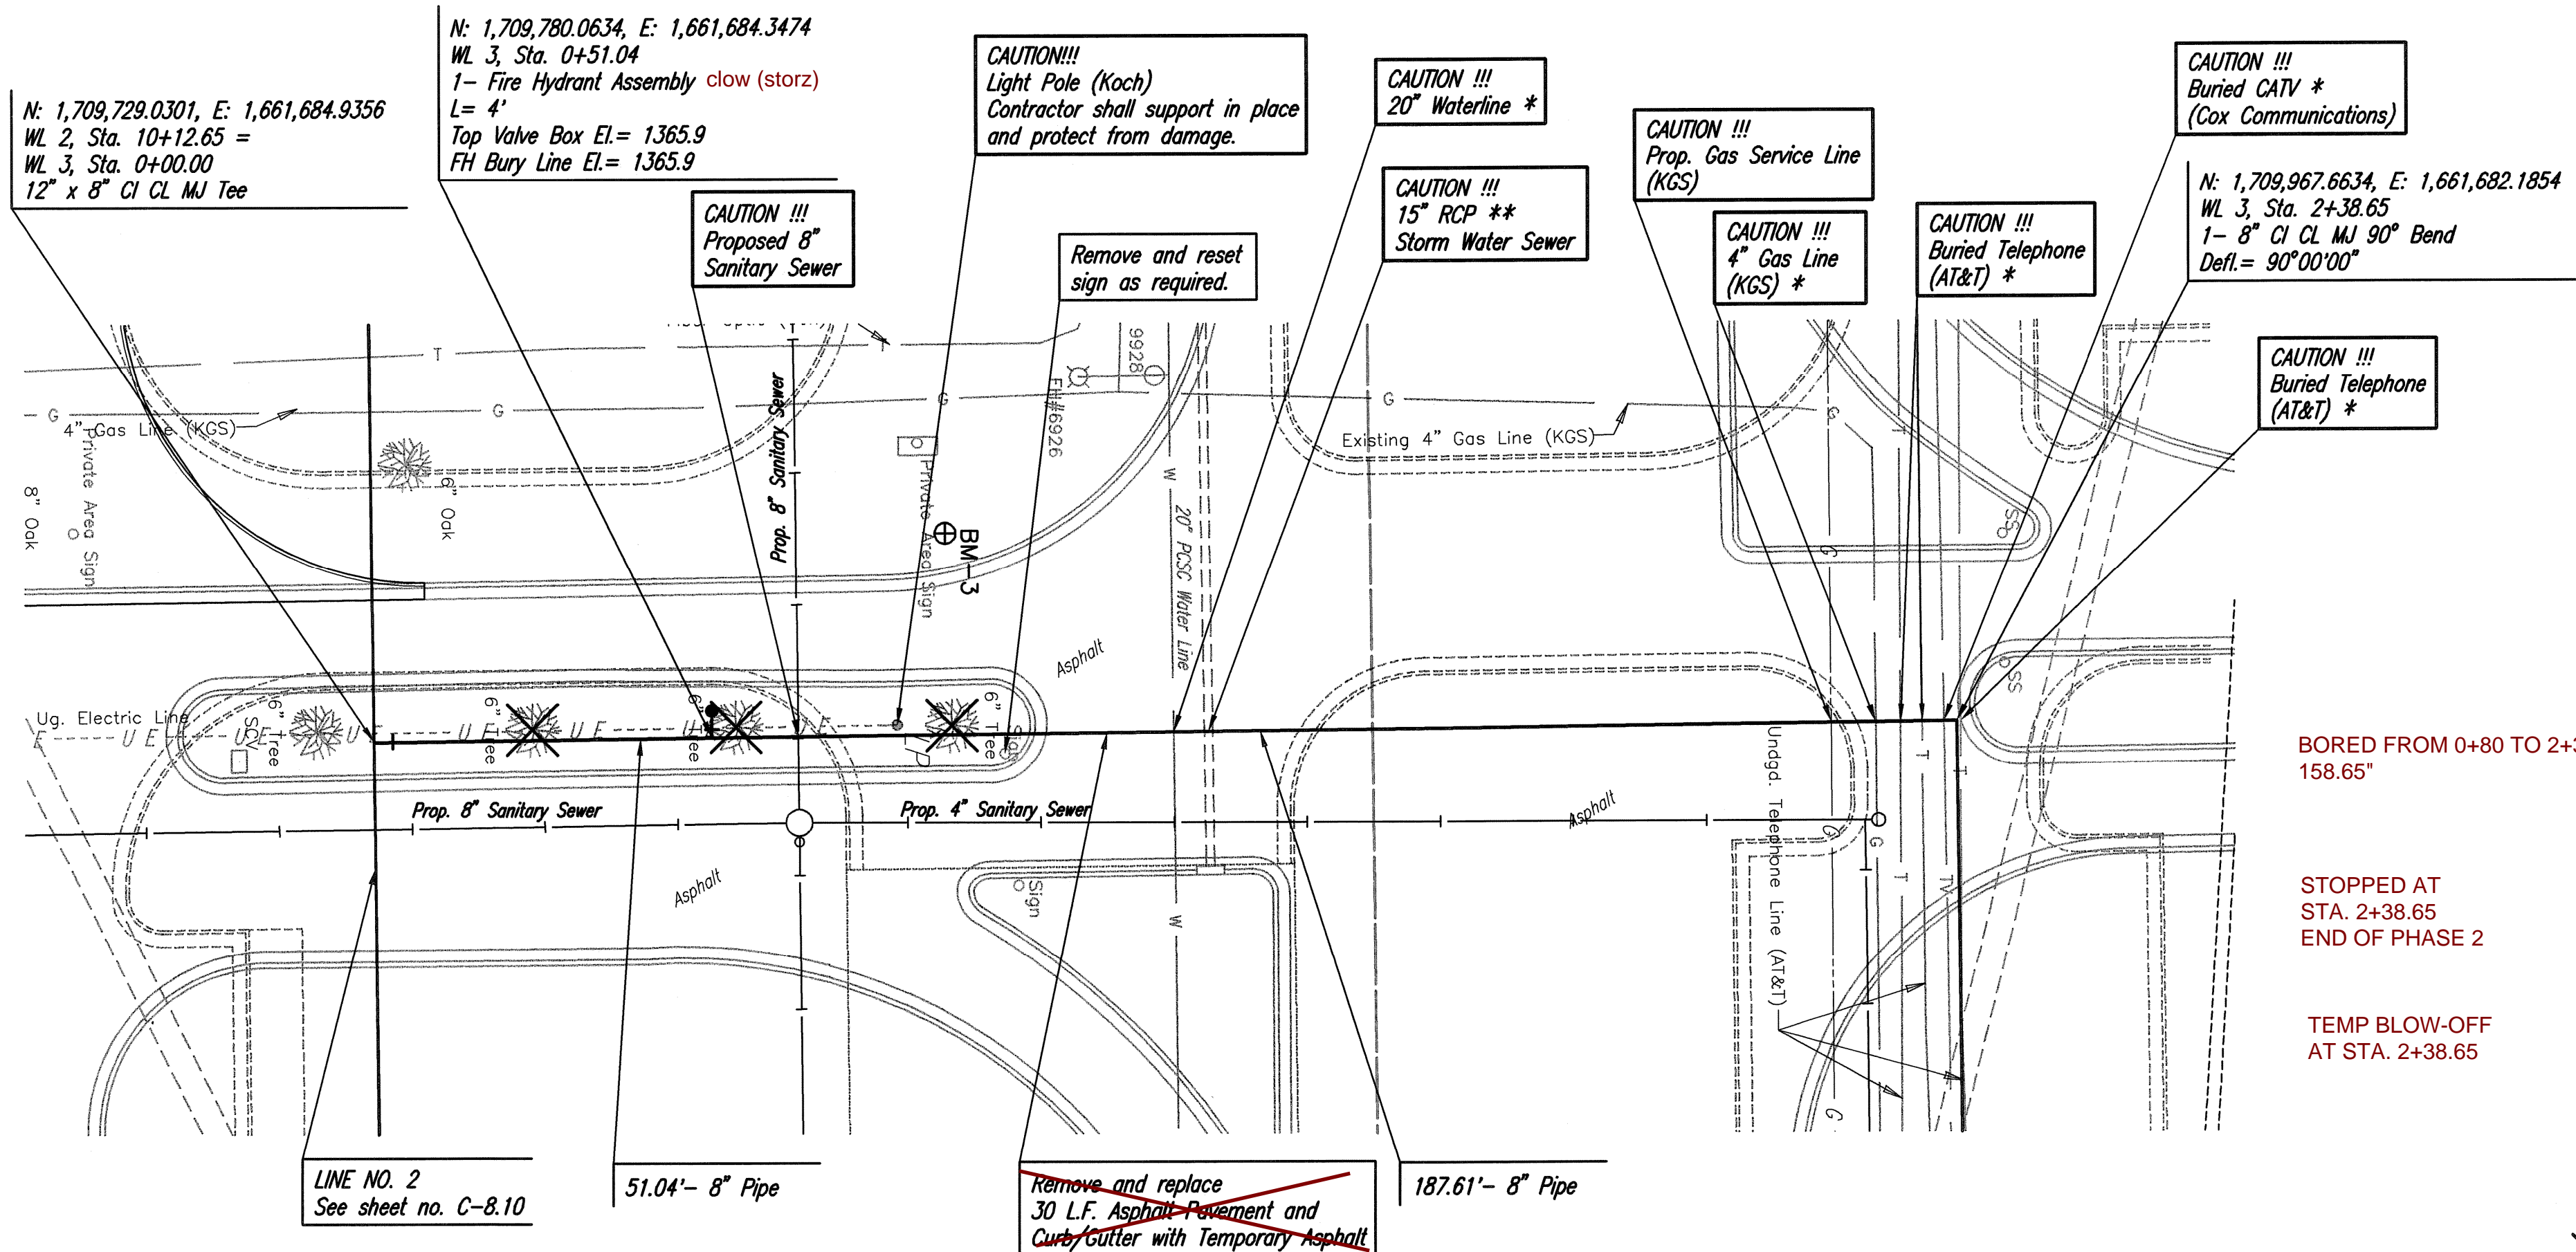 N: 1,709,729.0301, E: 1,661,684.9356
WL 2, Sta. 10+12.65 =
WL 3, Sta. 0+00.00
12" x 8" CI CL MJ Tee
N: 1,709,780.0634, E: 1,661,684.3474
WL 3, Sta. 0+51.04
1- Fire Hydrant Assembly clow (storz)
L= 4'
Top Valve Box El.= 1365.9
FH Bury Line El.= 1365.9
CAUTION !!!
Proposed 8"
Sanitary Sewer
CAUTION!!!
Light Pole (Koch)
Contractor shall support in place
and protect from damage.
Remove and reset
sign as required.
CAUTION !!!
20" Waterline *
CAUTION !!!
15" RCP **
Storm Water Sewer
CAUTION !!!
Prop. Gas Service Line
(KGS)
CAUTION !!!
4" Gas Line
(KGS) *
CAUTION !!!
Buried Telephone
(AT&T) *
CAUTION !!!
Buried CATV *
(Cox Communications)
N: 1,709,967.6634, E: 1,661,682.1854
WL 3, Sta. 2+38.65
1- 8" CI CL MJ 90° Bend
Defl.= 90°00'00"
CAUTION !!!
Buried Telephone
(AT&T) *
T
T
G
G
G
G
G
4" Gas Line (KGS)
Existing 4" Gas Line (KGS)
Private Area Sign
8" Oak
6" Oak
Prop. 8" Sanitary Sewer
Private Area Sign
BM-3
FH#6926
9928
W
20" PCSC Water Line
T
G
SS
Asphalt
Ug. Electric Line
E UE UE UE UE UE U E
SCV
6" Tree
6" Tree
6" Tree
6" Tree
Sign
LP
SS
Prop. 8" Sanitary Sewer
Prop. 4" Sanitary Sewer
Asphalt
Asphalt
Sign
W
Undgd. Telephone Line (AT&T)
G
G
T
T
TV
T
G
BORED FROM 0+80 TO 2+3
158.65"
STOPPED AT
STA. 2+38.65
END OF PHASE 2
TEMP BLOW-OFF
AT STA. 2+38.65
LINE NO. 2
See sheet no. C-8.10
51.04'- 8" Pipe
Remove and replace
30 L.F. Asphalt Pavement and
Curb/Gutter with Temporary Asphalt
187.61'- 8" Pipe